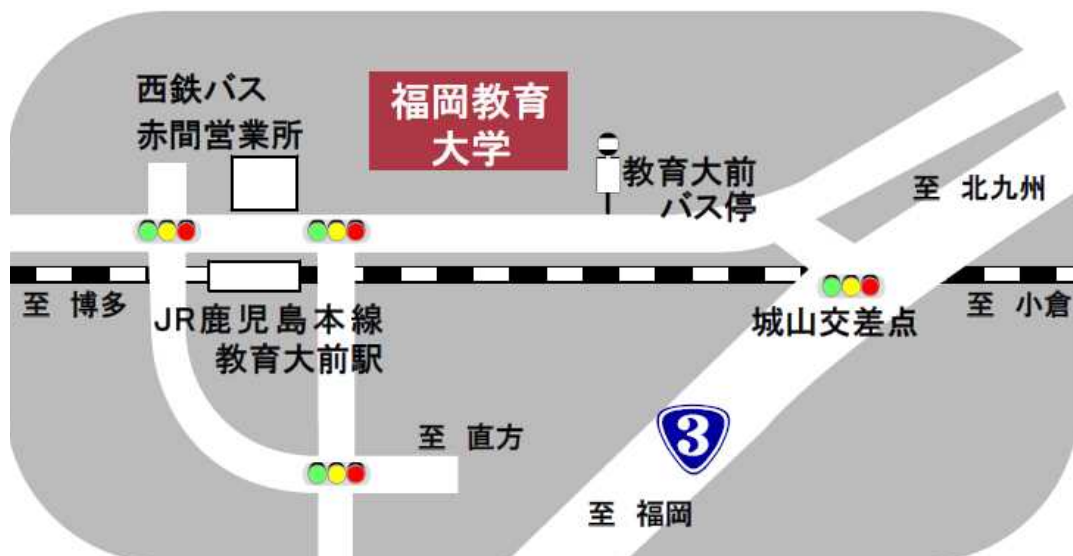 西鉄バス
赤間営業所
福岡教育
大学
教育大前
バス停
至 北九州
至 博多
JR鹿児島本線
教育大前駅
城山交差点
至 小倉
至 直方
3
至 福岡